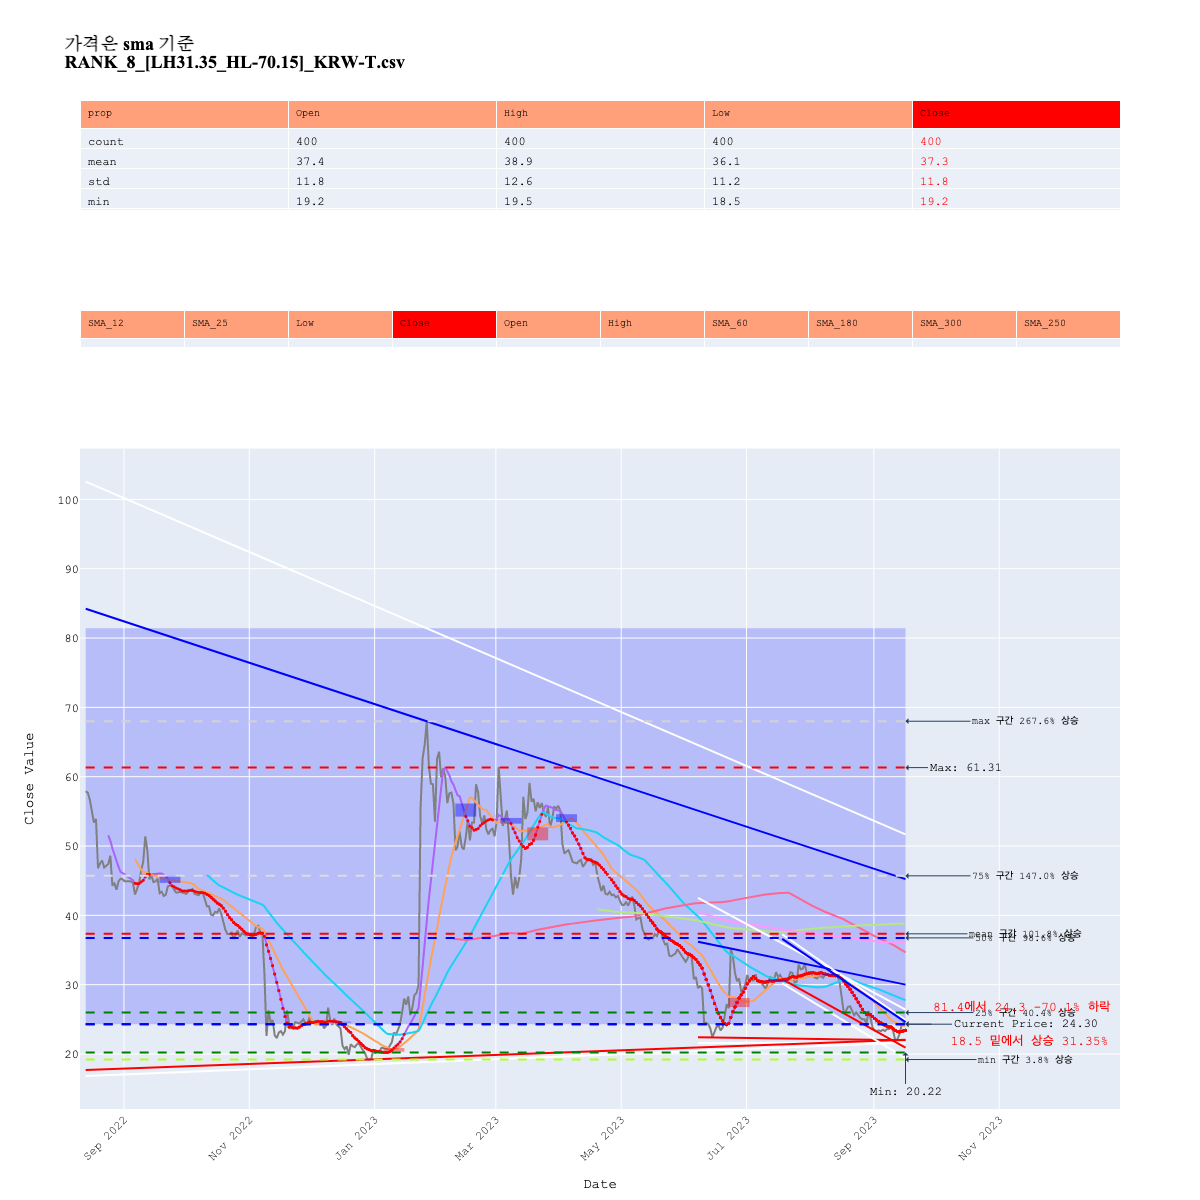 가격은 sma 기준
RANK_8_[LH31.35_HL-70.15]_KRW-T.csv
prop Open High Low Close
count 400 400 400 400
mean 37.4 38.9 36.1 37.3
std 11.8 12.6 11.2 11.8
min 19.2 19.5 18.5 19.2
SMA_12 SMA_25 Low Close Open High SMA_60 SMA_180 SMA_300 SMA_250
100
90
80
70
max 구간 267.6% 상승
Max: 61.31
60
50
75% 구간 147.0% 상승
40
mean 구간 101.8% 상승
50% 구간 98.6% 상승
30
81.4에서 24.3 -70.1% 하락
25% 구간 40.4% 상승
Current Price: 24.30
18.5 밑에서 상승 31.35%
20
min 구간 3.8% 상승
Min: 20.22
Close Value
Sep 2022
Nov 2022
Jan 2023
Mar 2023
May 2023
Jul 2023
Sep 2023
Nov 2023
Date